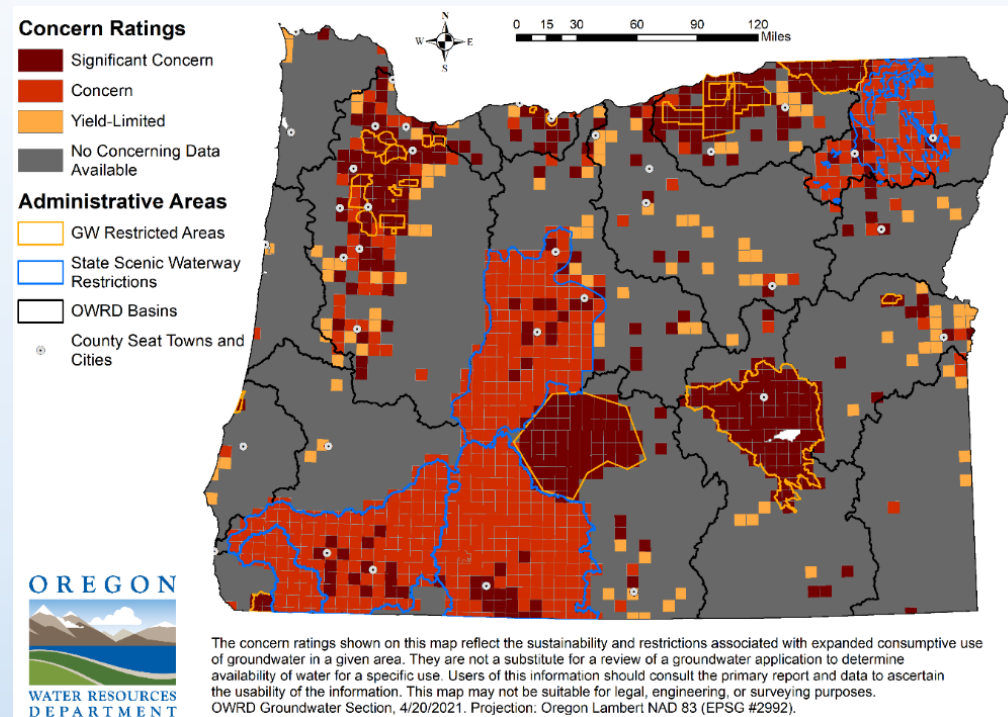 Concern Ratings
Significant Concern
Concern
Yield-Limited
No Concerning Data
Available
Administrative Areas
GW Restricted Areas
State Scenic Waterway
Restrictions
OWRD Basins
County Seat Towns and
Cities
N
W E
S
0 15 30 60 90 120
Miles
OREGON
WATER RESOURCES
DEPARTMENT
The concern ratings shown on this map reflect the sustainability and restrictions associated with expanded consumptive use
of groundwater in a given area. They are not a substitute for a review of a groundwater application to determine
availability of water for a specific use. Users of this information should consult the primary report and data to ascertain
the usability of the information. This map may not be suitable for legal, engineering, or surveying purposes.
OWRD Groundwater Section, 4/20/2021. Projection: Oregon Lambert NAD 83 (EPSG #2992).